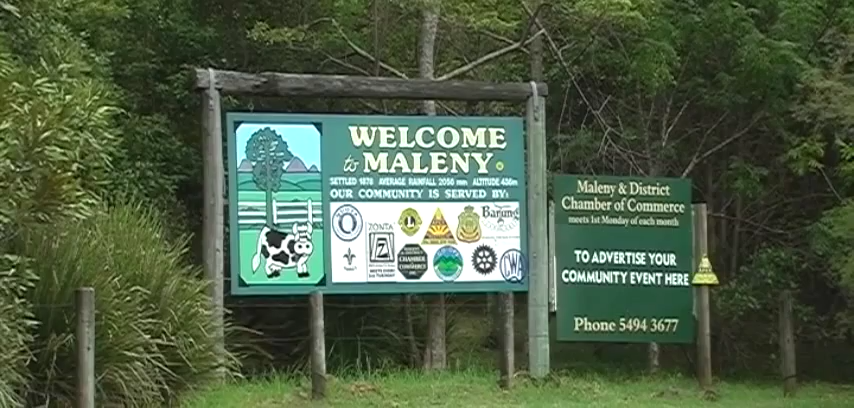 WELCOME
to MALENY
SETTLED 1878 AVERAGE RAINFALL 2056 mm ALTITUDE 436m
OUR COMMUNITY IS SERVED BY:
ZONTA
Barung
CHAMBER
CWA
Maleny & District
Chamber of Commerce
meets 1st Monday of each month
TO ADVERTISE YOUR
COMMUNITY EVENT HERE
Phone 5494 3677